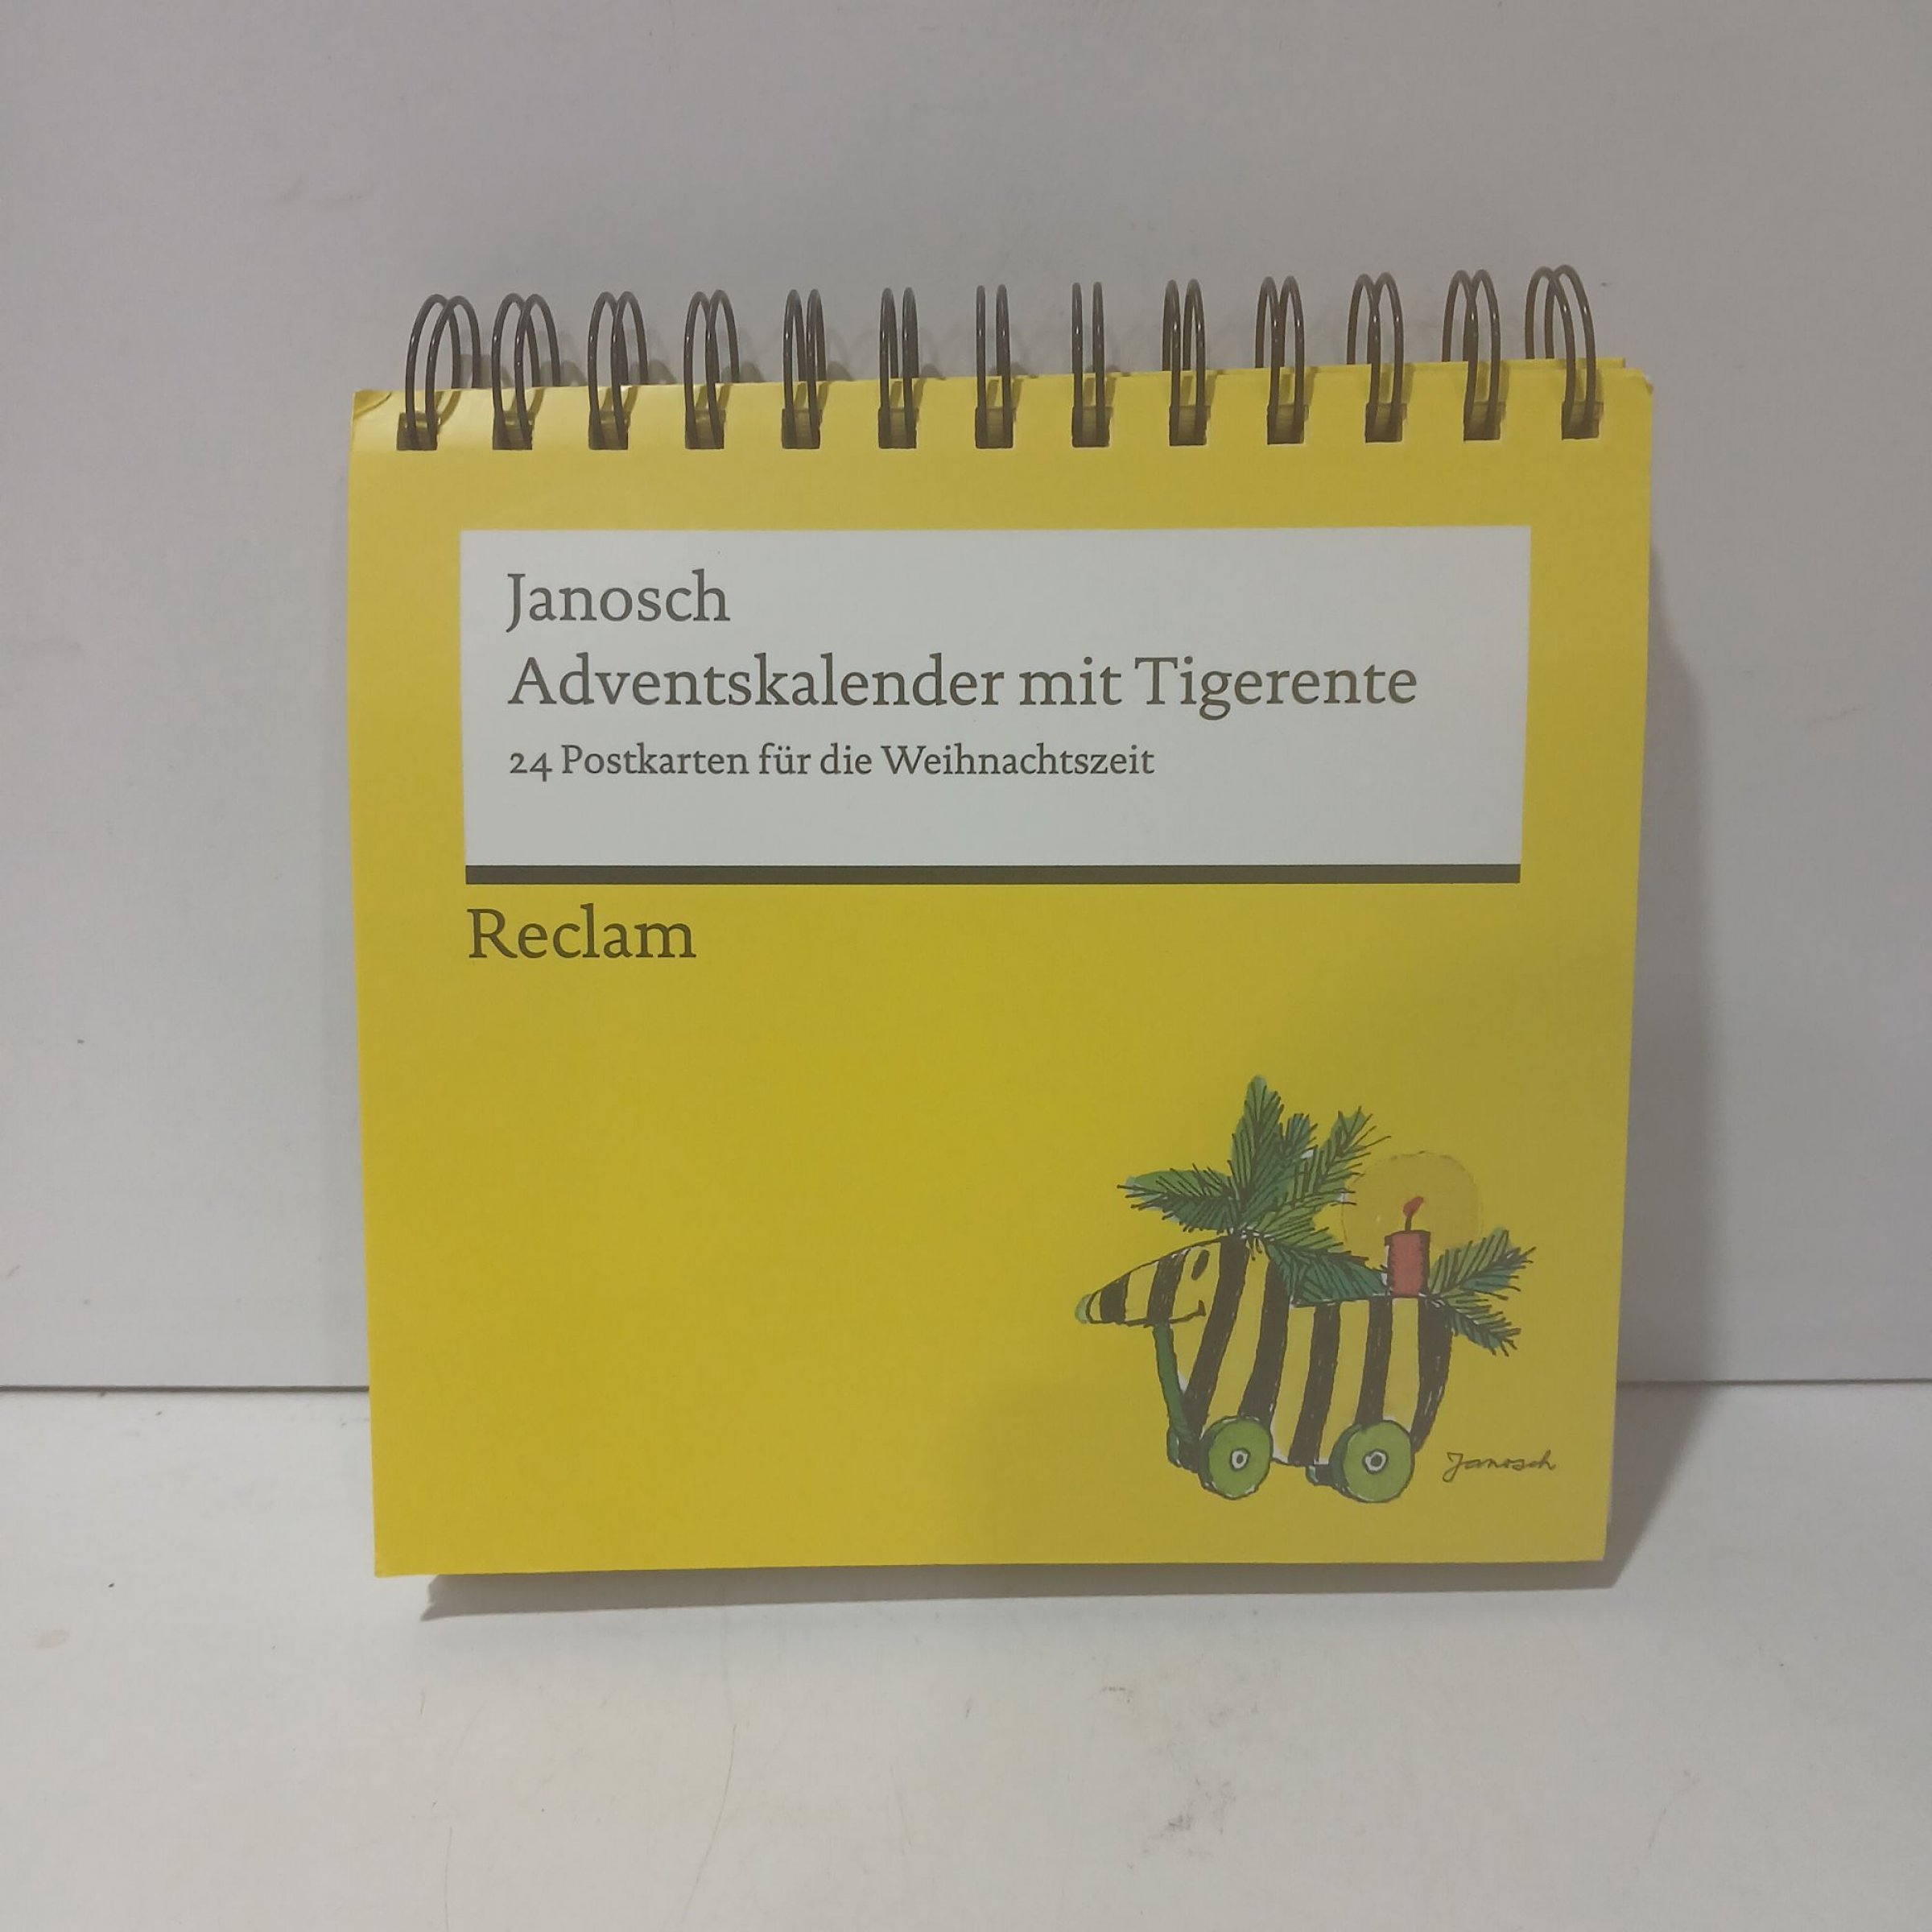 Janosch
Adventskalender mit Tigerente
24 Postkarten für die Weihnachtszeit
Reclam
Janosch